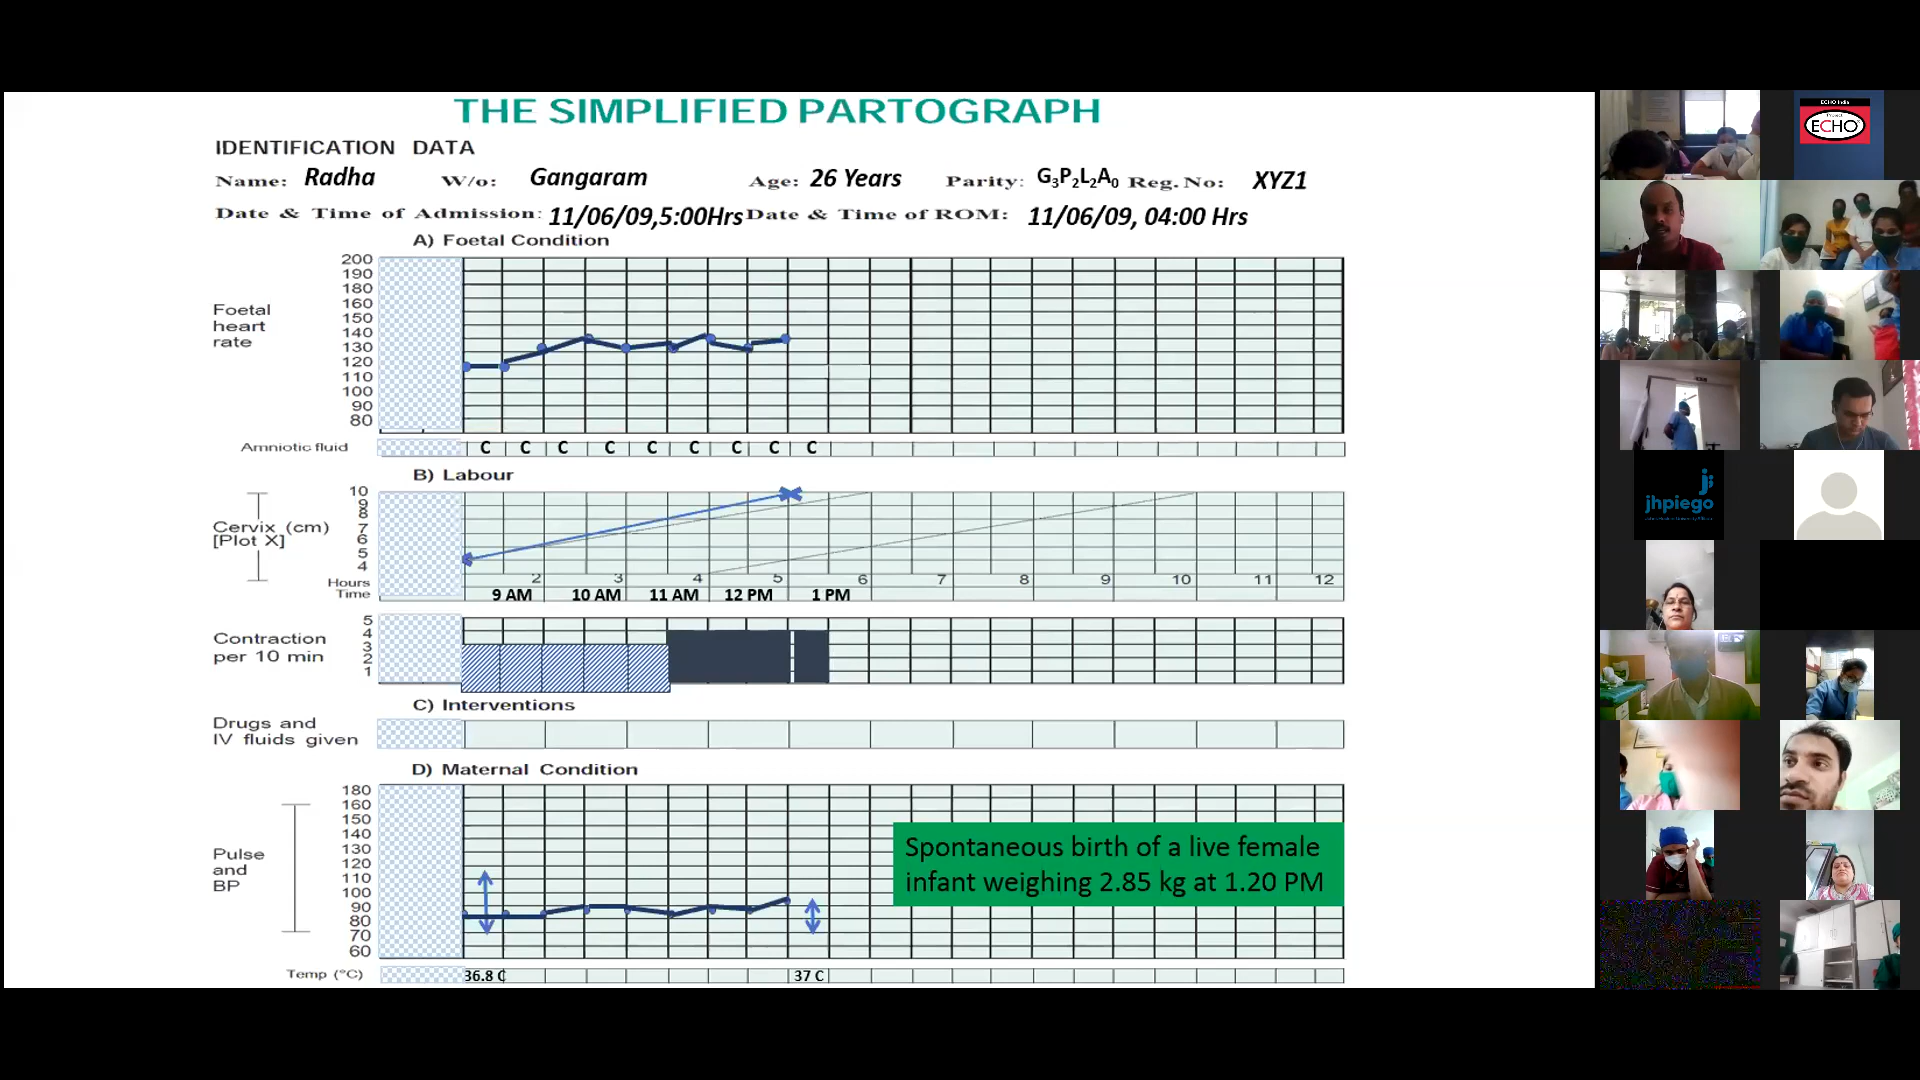 THE SIMPLIFIED PARTOGRAPH
IDENTIFICATION DATA
Name: Radha W/o: Gangaram Age: 26 Years Parity: G3P2L2A0 Reg. No: XYZ1
Date & Time of Admission: 11/06/09,5:00Hrs Date & Time of ROM: 11/06/09, 04:00 Hrs
A) Foetal Condition
Foetal heart rate
200
190
180
160
150
140
130
120
110
100
90
80
Amniotic fluid C C C C C C C C C
B) Labour
Cervix (cm)
[Plot X]
10
9
8
7
6
5
4
Hours 2 3 4 5 6 7 8 9 10 11 12
Time 9 AM 10 AM 11 AM 12 PM 1 PM
Contraction
per 10 min
5
4
3
2
1
C) Interventions
Drugs and
IV fluids given
D) Maternal Condition
Pulse
and
BP
180
160
150
140
130
120
110
100
90
80
70
60
Spontaneous birth of a live female
infant weighing 2.85 kg at 1.20 PM
Temp (°C) 36.8 C 37 C
ECHO India
Project
ECHO
jhpiego